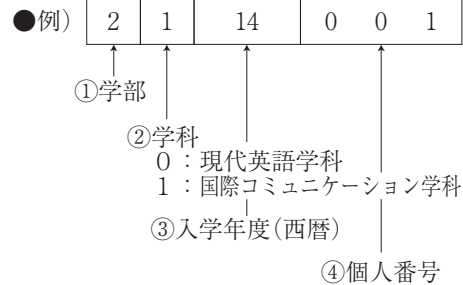 ●例） 2 1 14 0 0 1
①学部
②学科
0：現代英語学科
1：国際コミュニケーション学科
③入学年度(西暦)
④個人番号